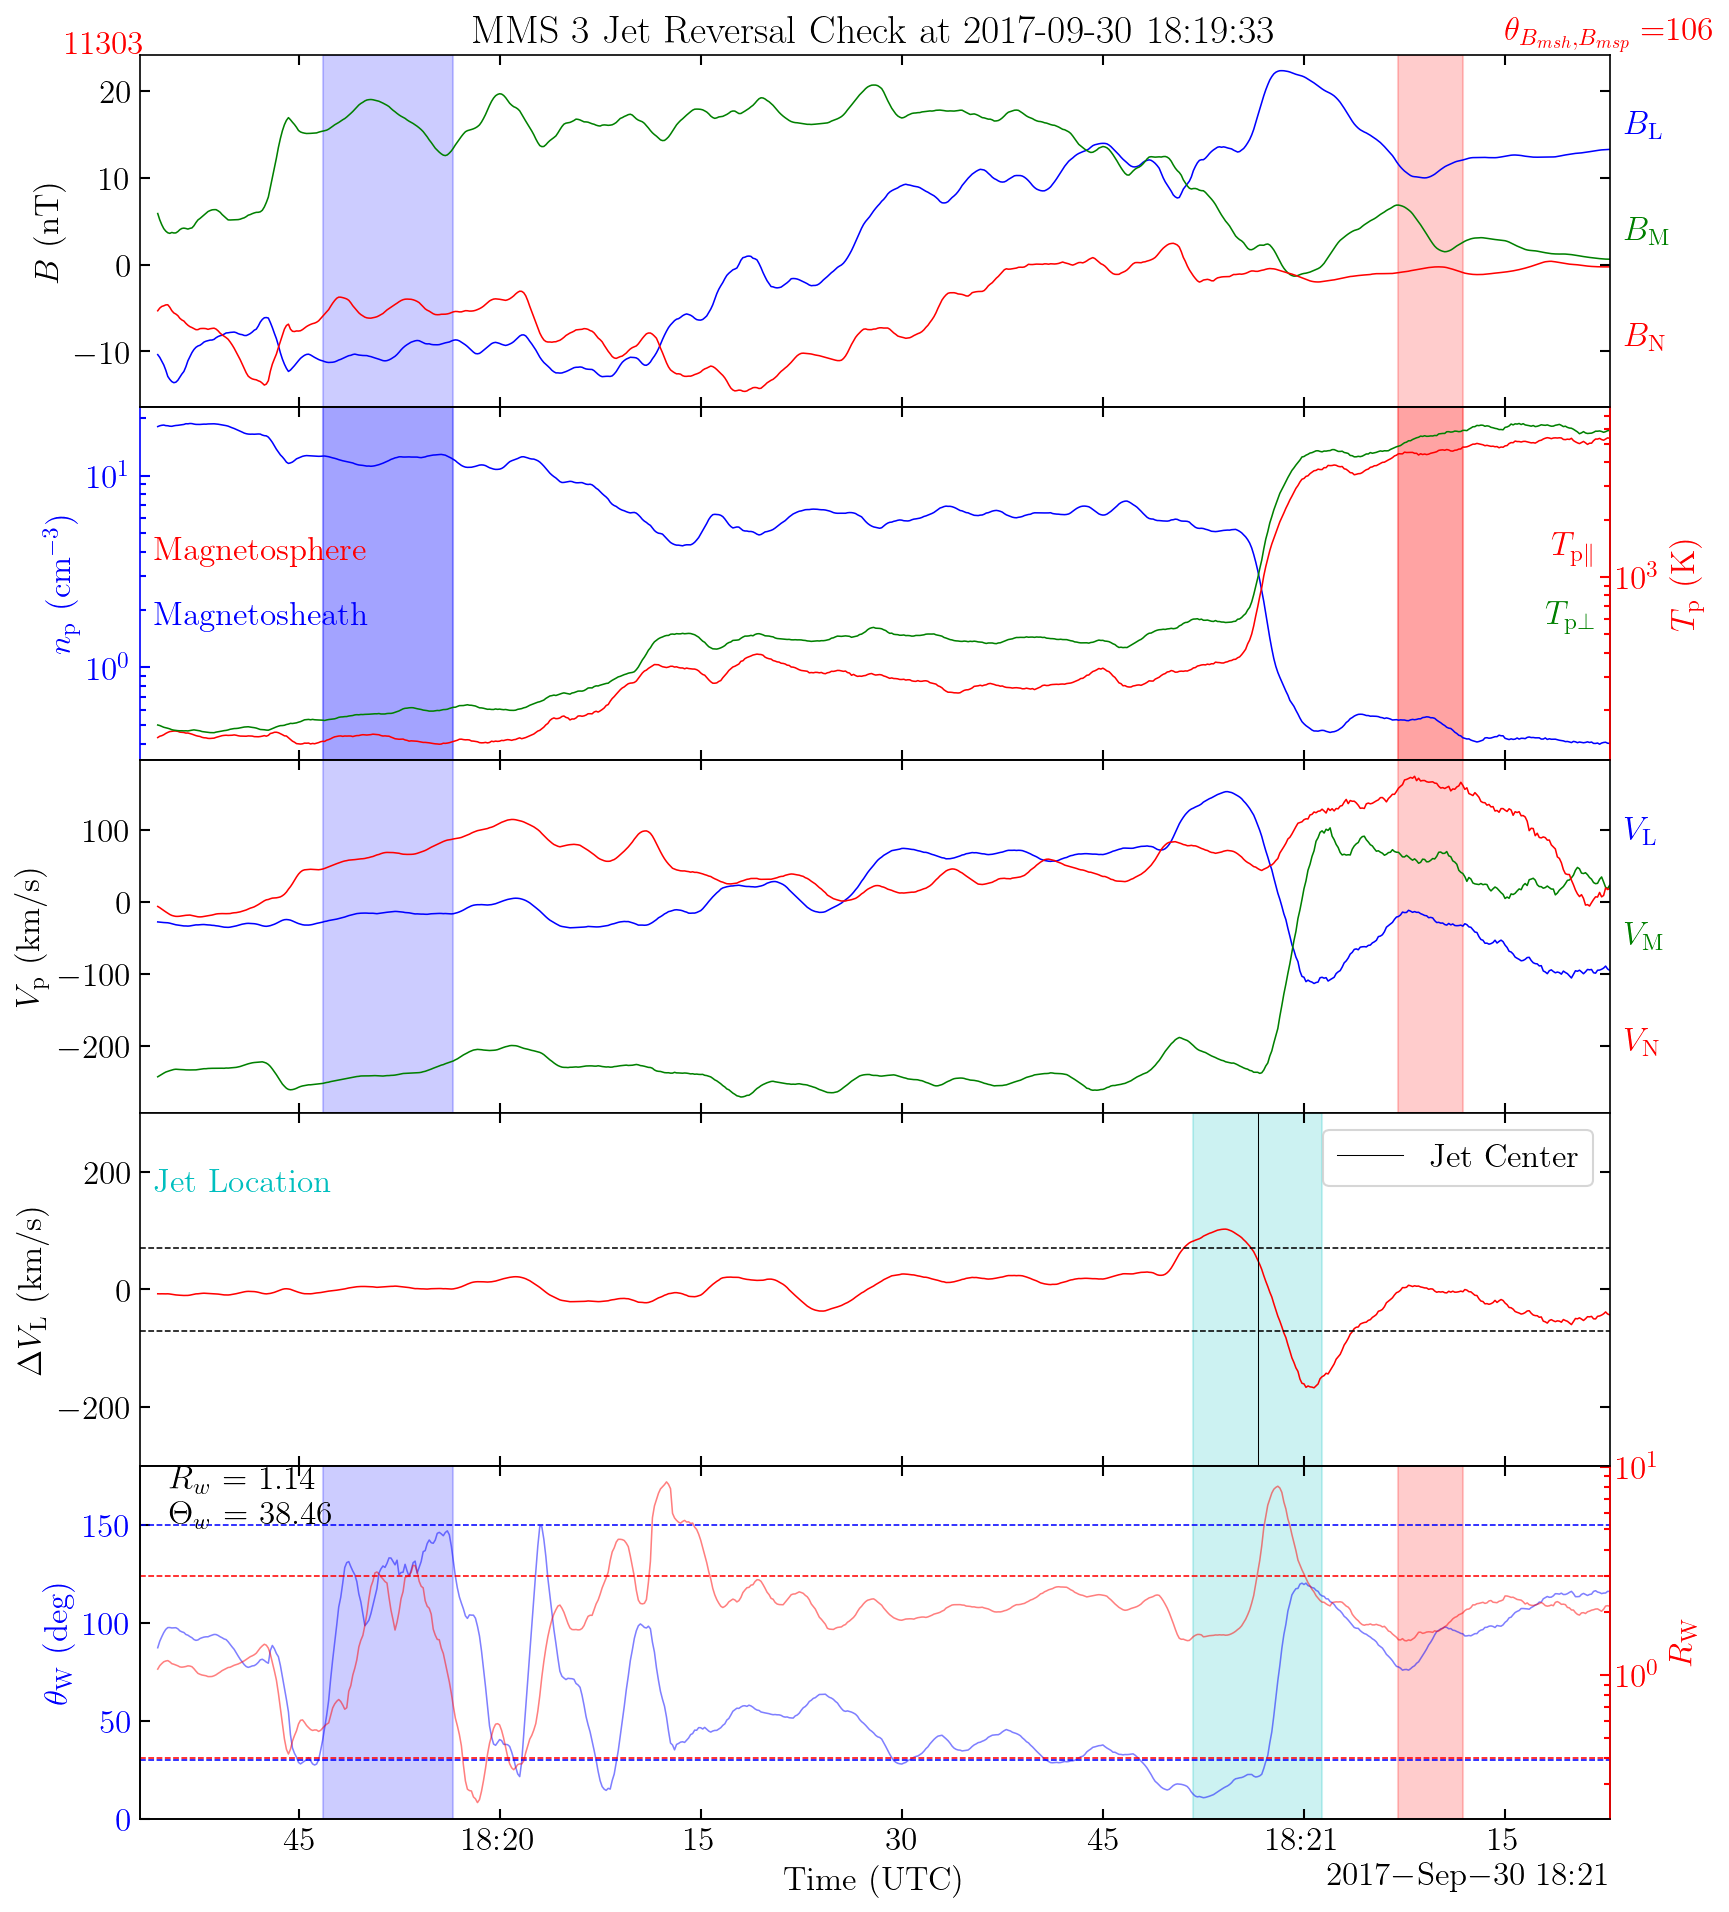 MMS 3 Jet Reversal Check at 2017-09-30 18:19:33
11303
θ_{B_{msh},B_{msp}} =106
20
10
0
−10
B (nT)
B_L
B_M
B_N
10^1
10^0
n_p (cm^{−3})
Magnetosphere
Magnetosheath
T_{p∥}
T_{p⊥}
10^3
T_p (K)
100
0
−100
−200
V_p (km/s)
V_L
V_M
V_N
Jet Location
Jet Center
200
0
−200
ΔV_L (km/s)
R_w = 1.14
Θ_w = 38.46
150
100
50
0
θ_W (deg)
10^1
10^0
R_W
45 18:20 15 30 45 18:21 15
Time (UTC)
2017−Sep−30 18:21